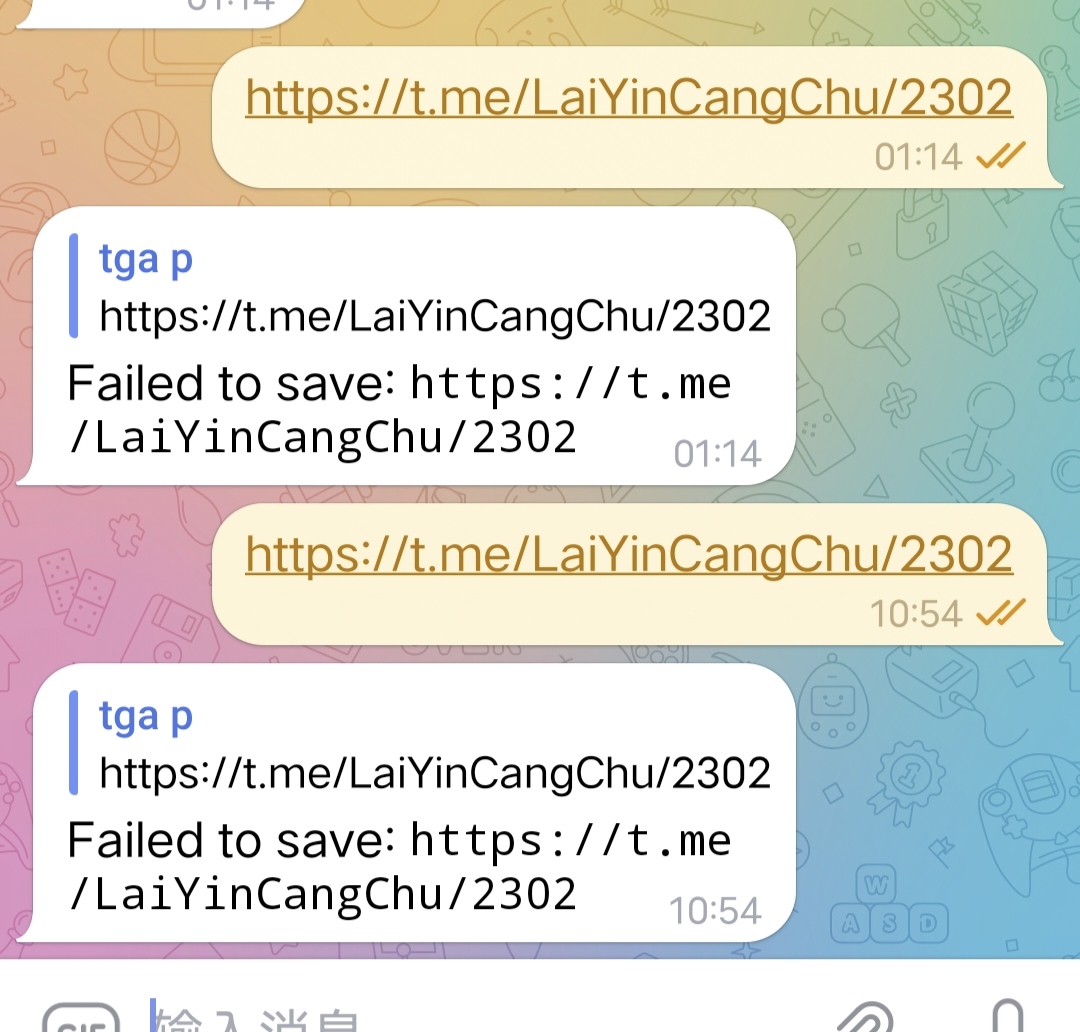 01:14
https://t.me/LaiYinCangChu/2302
01:14
tga p
https://t.me/LaiYinCangChu/2302
Failed to save: https://t.me
/LaiYinCangChu/2302
01:14
https://t.me/LaiYinCangChu/2302
10:54
tga p
https://t.me/LaiYinCangChu/2302
Failed to save: https://t.me
/LaiYinCangChu/2302
10:54
W
A S D
GIF
输入消息